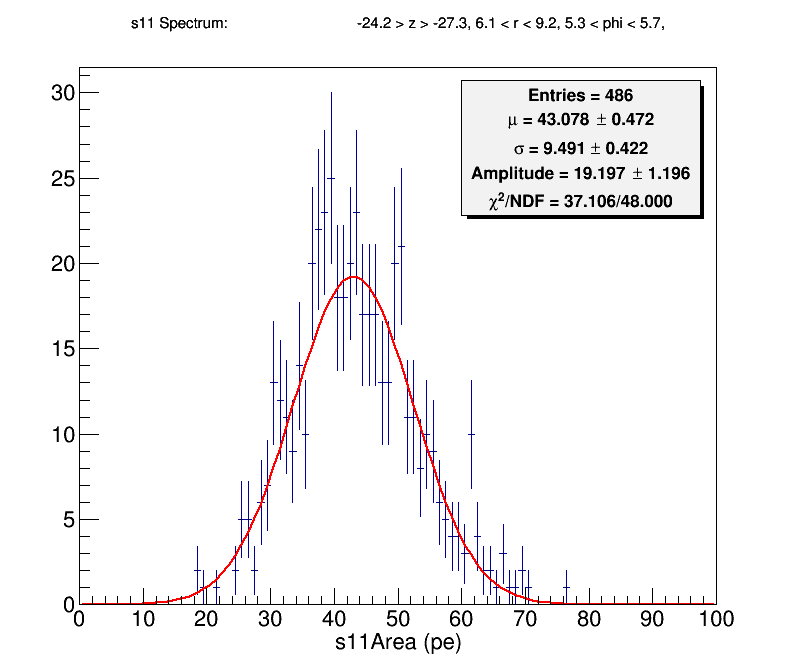 s11 Spectrum: -24.2 > z > -27.3, 6.1 < r < 9.2, 5.3 < phi < 5.7,
Entries = 486
μ = 43.078 ± 0.472
σ = 9.491 ± 0.422
Amplitude = 19.197 ± 1.196
χ²/NDF = 37.106/48.000
30
25
20
15
10
5
0
0 10 20 30 40 50 60 70 80 90 100
s11Area (pe)